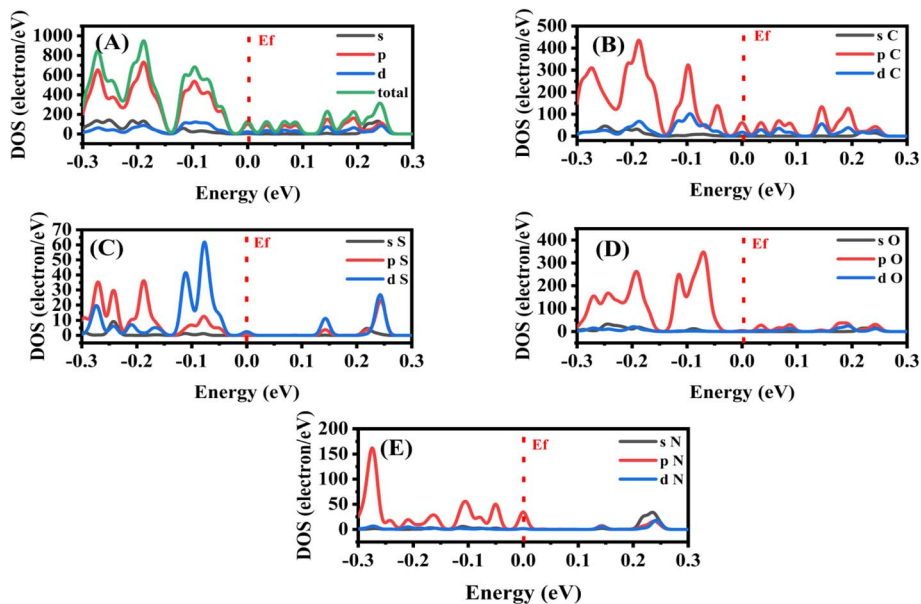 (A)
Ef
s
p
d
total
DOS (electron/eV)
1000
800
600
400
200
0
-0.3
-0.2
-0.1
0.0
0.1
0.2
0.3
Energy (eV)
(B)
Ef
s C
p C
d C
DOS (electron/eV)
500
400
300
200
100
0
-0.3
-0.2
-0.1
0.0
0.1
0.2
0.3
Energy (eV)
(C)
Ef
s S
p S
d S
DOS (electron/eV)
70
60
50
40
30
20
10
0
-0.3
-0.2
-0.1
0.0
0.1
0.2
0.3
Energy (eV)
(D)
Ef
s O
p O
d O
DOS (electron/eV)
400
300
200
100
0
-0.3
-0.2
-0.1
0.0
0.1
0.2
0.3
Energy (eV)
(E)
Ef
s N
p N
d N
DOS (electron/eV)
200
150
100
50
0
-0.3
-0.2
-0.1
0.0
0.1
0.2
0.3
Energy (eV)